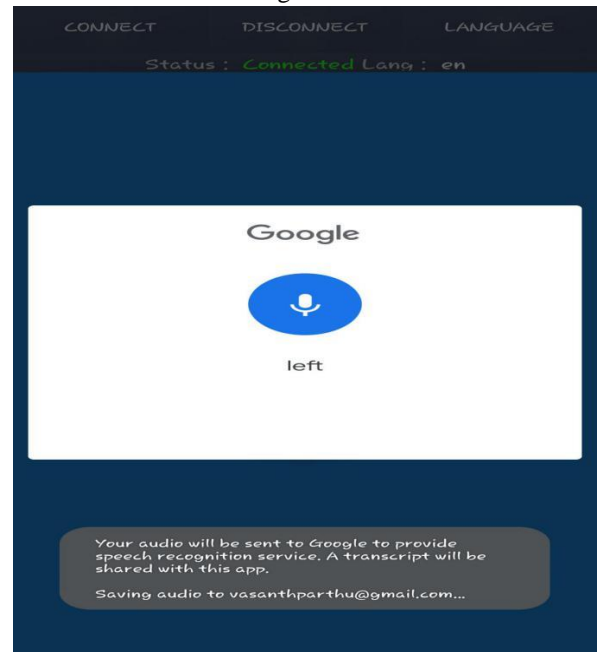 CONNECT DISCONNECT LANGUAGE
Status : Connected Lang : en
Google
left
Your audio will be sent to Google to provide
speech recognition service. A transcript will be
shared with this app.
Saving audio to vasanthparthu@gmail.com...